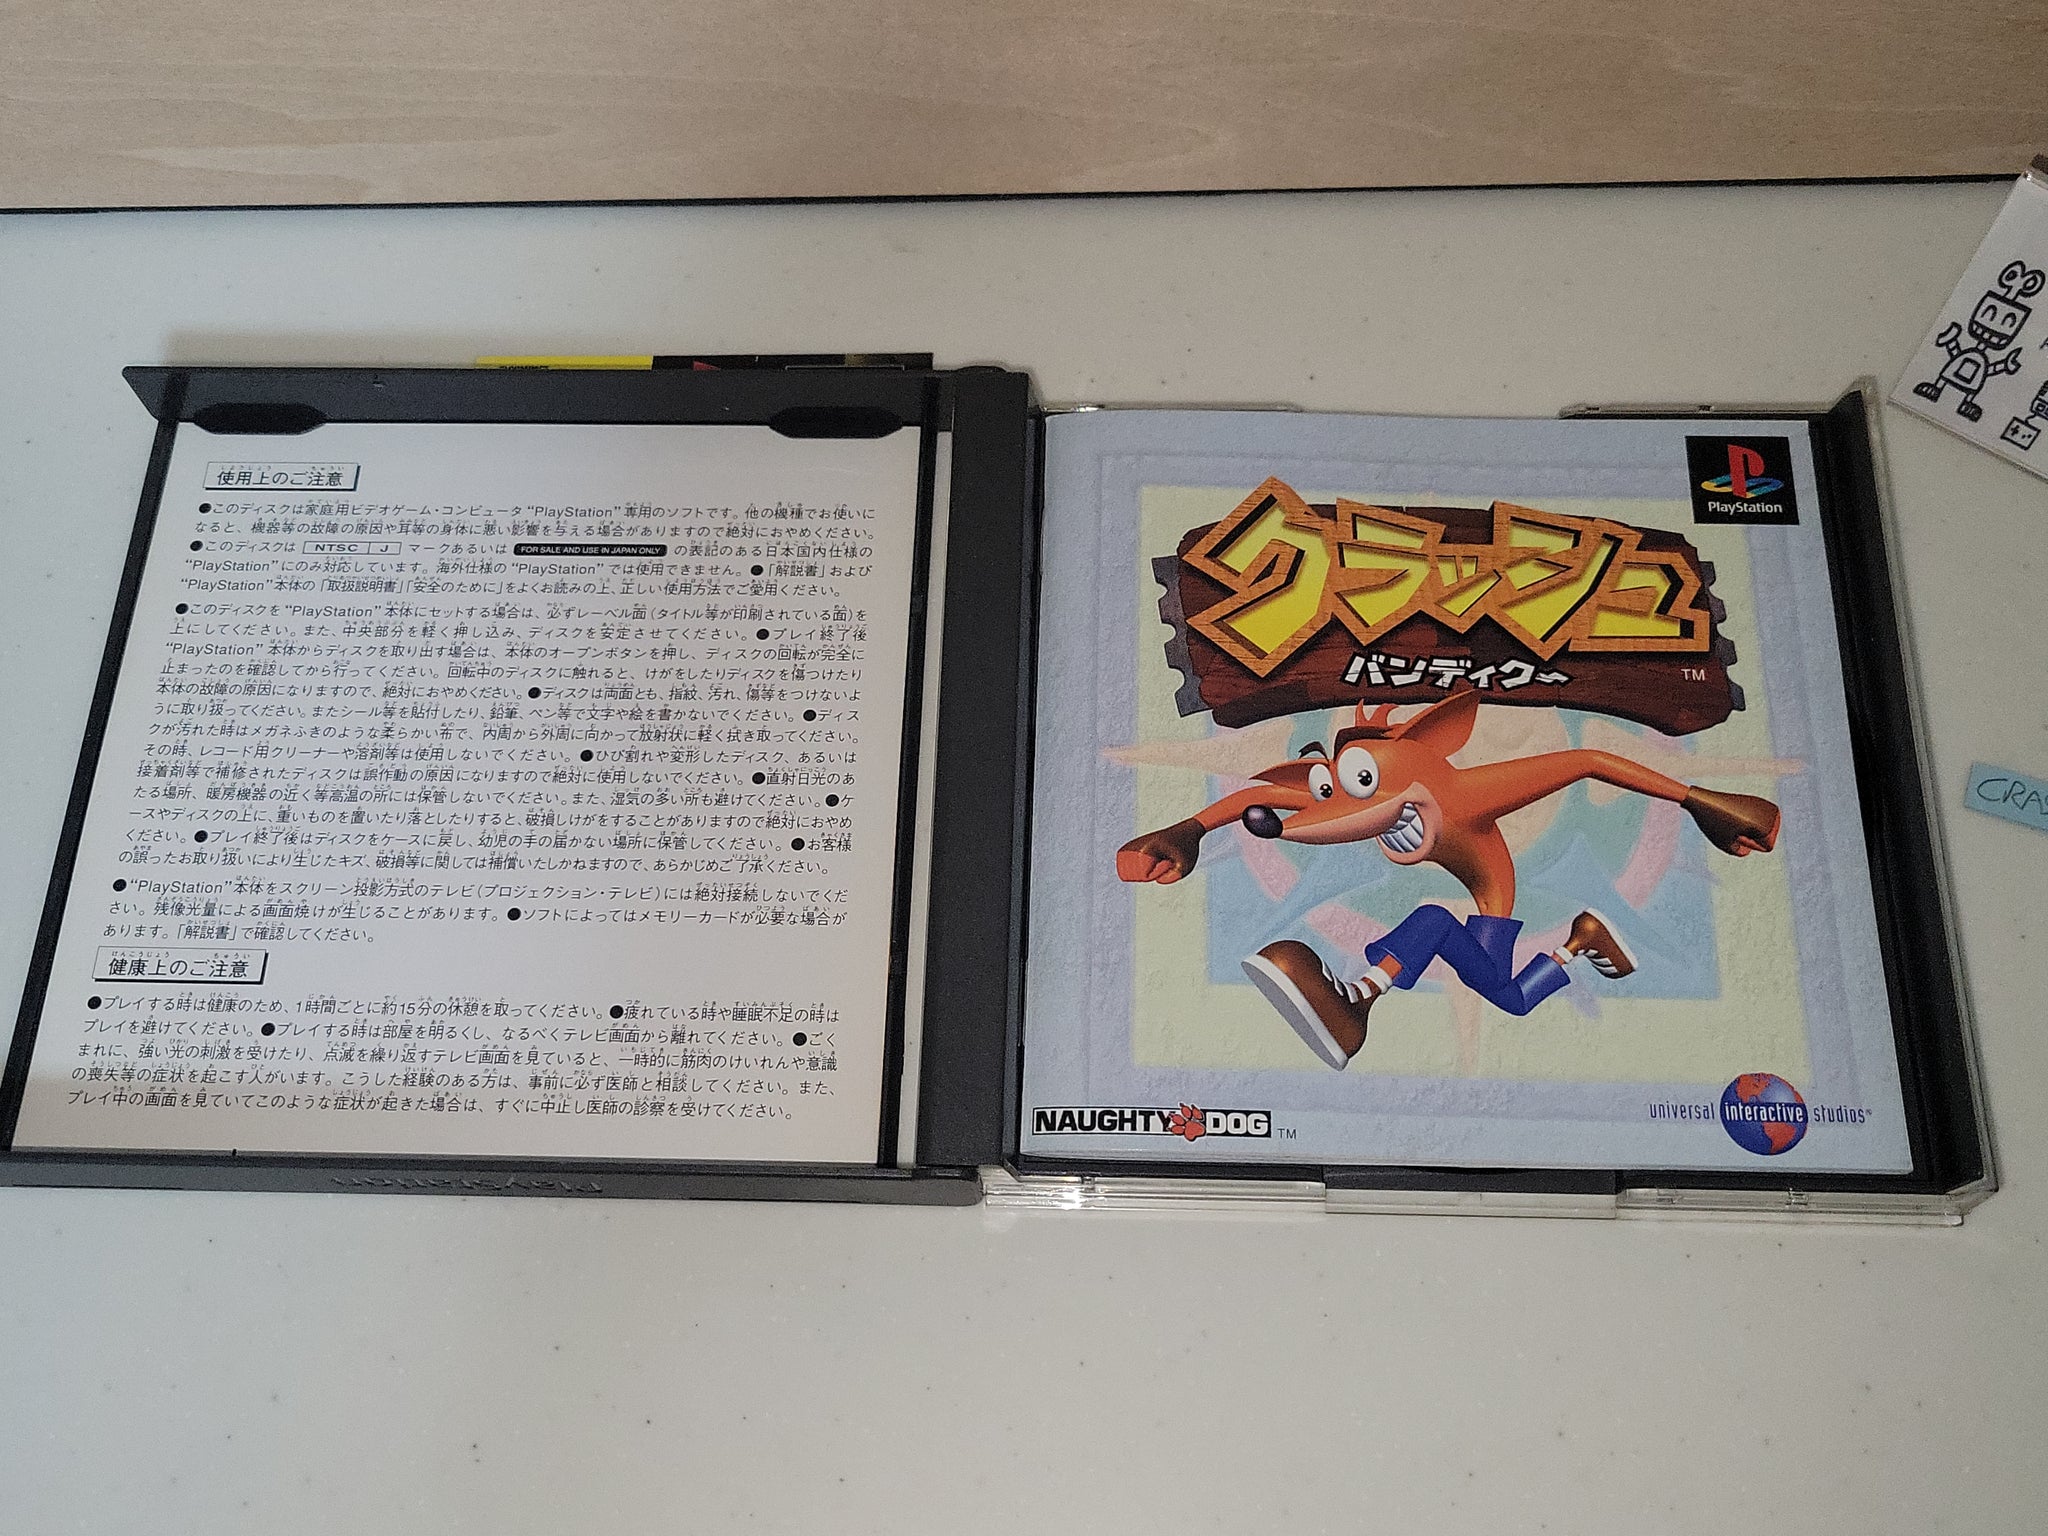 使用上のご注意
●このディスクは家庭用ビデオゲーム・コンピュータ“PlayStation”専用のソフトです。他の機種でお使いに
なると、機器等の故障の原因や耳等の身体に悪い影響を与える場合がありますので絶対におやめください。
●このディスクは NTSC J マークあるいは FOR SALE AND USE IN JAPAN ONLY の表記のある日本国内仕様の
“PlayStation”にのみ対応しています。海外仕様の“PlayStation”では使用できません。●「解説書」および
“PlayStation”本体の「取扱説明書」「安全のために」をよくお読みの上、正しい使用方法でご愛用ください。
●このディスクを“PlayStation”本体にセットする場合は、必ずレーベル面(タイトル等が印刷されている面)を
上にしてください。また、中央部分を軽く押し込み、ディスクを安定させてください。●プレイ終了後
“PlayStation”本体からディスクを取り出す場合は、本体のオープンボタンを押し、ディスクの回転が完全に
止まったのを確認してから行ってください。回転中のディスクに触れると、けがをしたりディスクを傷つけたり
本体の故障の原因になりますので、絶対におやめください。●ディスクは両面とも、指紋、汚れ、傷等をつけないよ
うに取り扱ってください。またシール等を貼付したり、鉛筆、ペン等で文字や絵を書かないでください。●ディス
クが汚れた時はメガネふきのような柔らかい布で、内周から外周に向かって放射状に軽く拭き取ってください。
その時、レコード用クリーナーや溶剤等は使用しないでください。●ひび割れや変形したディスク、あるいは
接着剤等で補修されたディスクは誤作動の原因になりますので絶対に使用しないでください。●直射日光のあ
たる場所、暖房機器の近く等高温の所には保管しないでください。また、湿気の多い所も避けてください。●ケ
ースやディスクの上に、重いものを置いたり落としたりすると、破損しけがをすることがありますので絶対におやめ
ください。●プレイ終了後はディスクをケースに戻し、幼児の手の届かない場所に保管してください。●お客様
の誤ったお取り扱いにより生じたキズ、破損等に関しては補償いたしかねますので、あらかじめご了承ください。
●“PlayStation”本体をスクリーン投影方式のテレビ(プロジェクション・テレビ)には絶対接続しないでくだ
さい。残像光量による画面焼けが生じることがあります。●ソフトによってはメモリーカードが必要な場合が
あります。「解説書」で確認してください。
健康上のご注意
●プレイする時は健康のため、1時間ごとに約15分の休憩を取ってください。●疲れている時や睡眠不足の時は
プレイを避けてください。●プレイする時は部屋を明るくし、なるべくテレビ画面から離れてください。●ごく
まれに、強い光の刺激を受けたり、点滅を繰り返すテレビ画面を見ていると、一時的に筋肉のけいれんや意識
の喪失等の症状を起こす人がいます。こうした経験のある方は、事前に必ず医師と相談してください。また、
プレイ中の画面を見ていてこのような症状が起きた場合は、すぐに中止し医師の診察を受けてください。
PlayStation
PlayStation
クラッシュ
バンディクー
TM
NAUGHTY DOG TM
universal interactive studios®